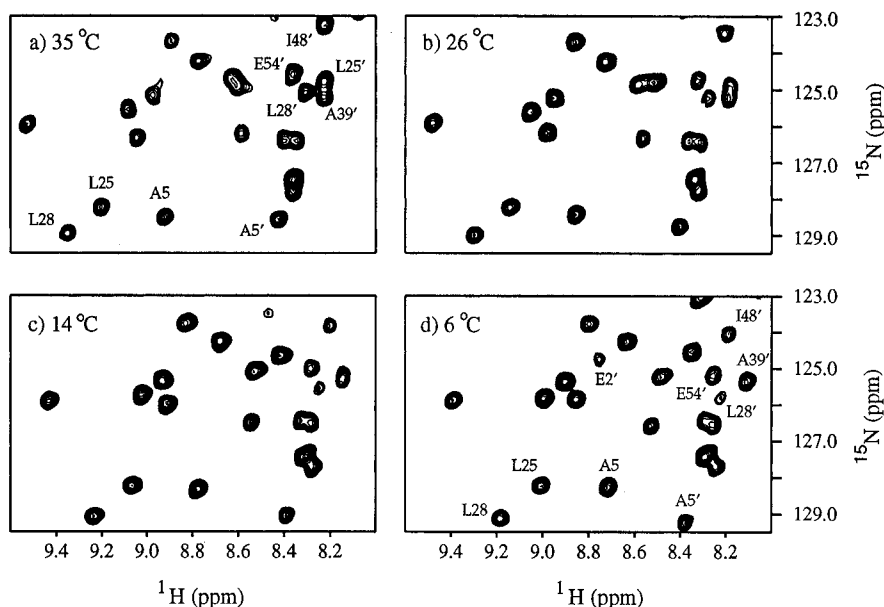 a) 35 °C
I48′
E54′
L25′
L28′
A39′
L25
A5
L28
A5′
b) 26 °C
123.0
125.0
127.0
129.0
15N (ppm)
c) 14 °C
d) 6 °C
I48′
A39′
E2′
E54′
L28′
L25
A5
L28
A5′
123.0
125.0
127.0
129.0
15N (ppm)
9.4 9.2 9.0 8.8 8.6 8.4 8.2
9.4 9.2 9.0 8.8 8.6 8.4 8.2
1H (ppm)
1H (ppm)